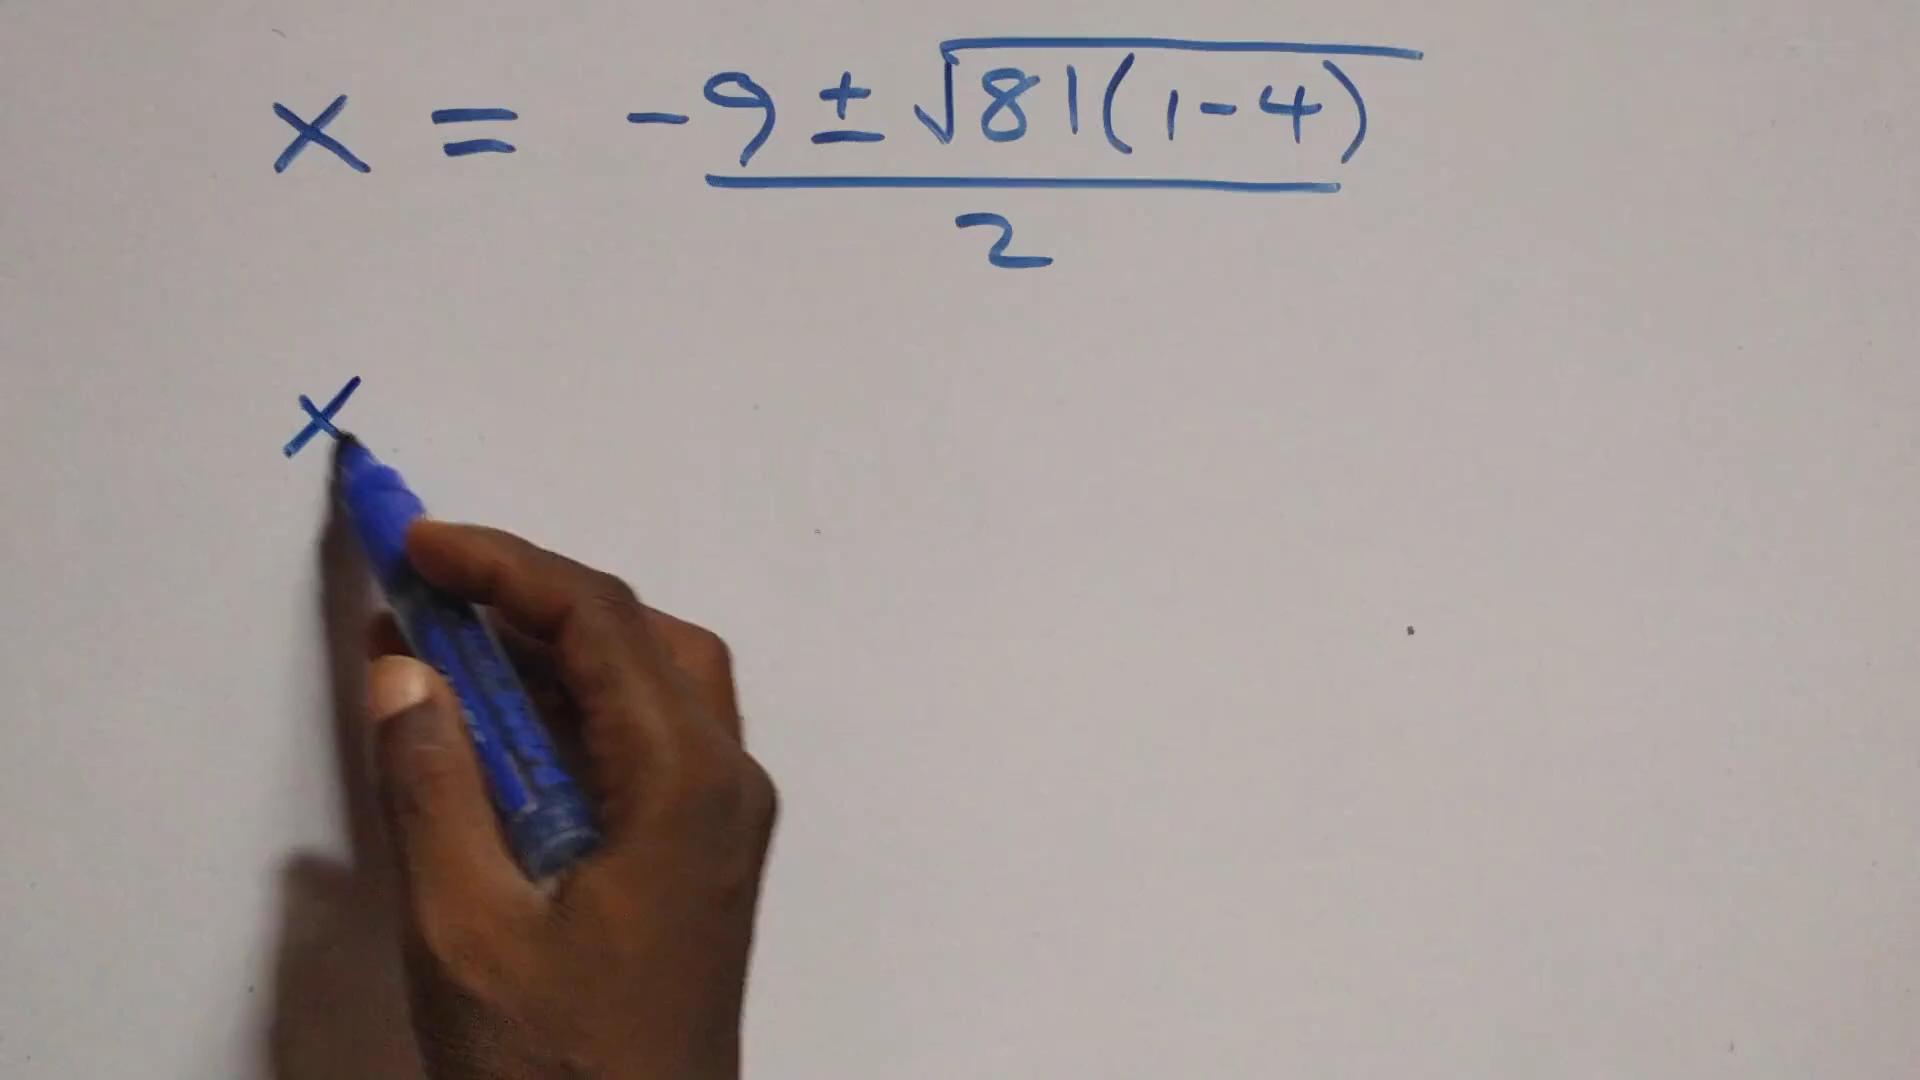 x = -9 ± √81(1-4)
2
x